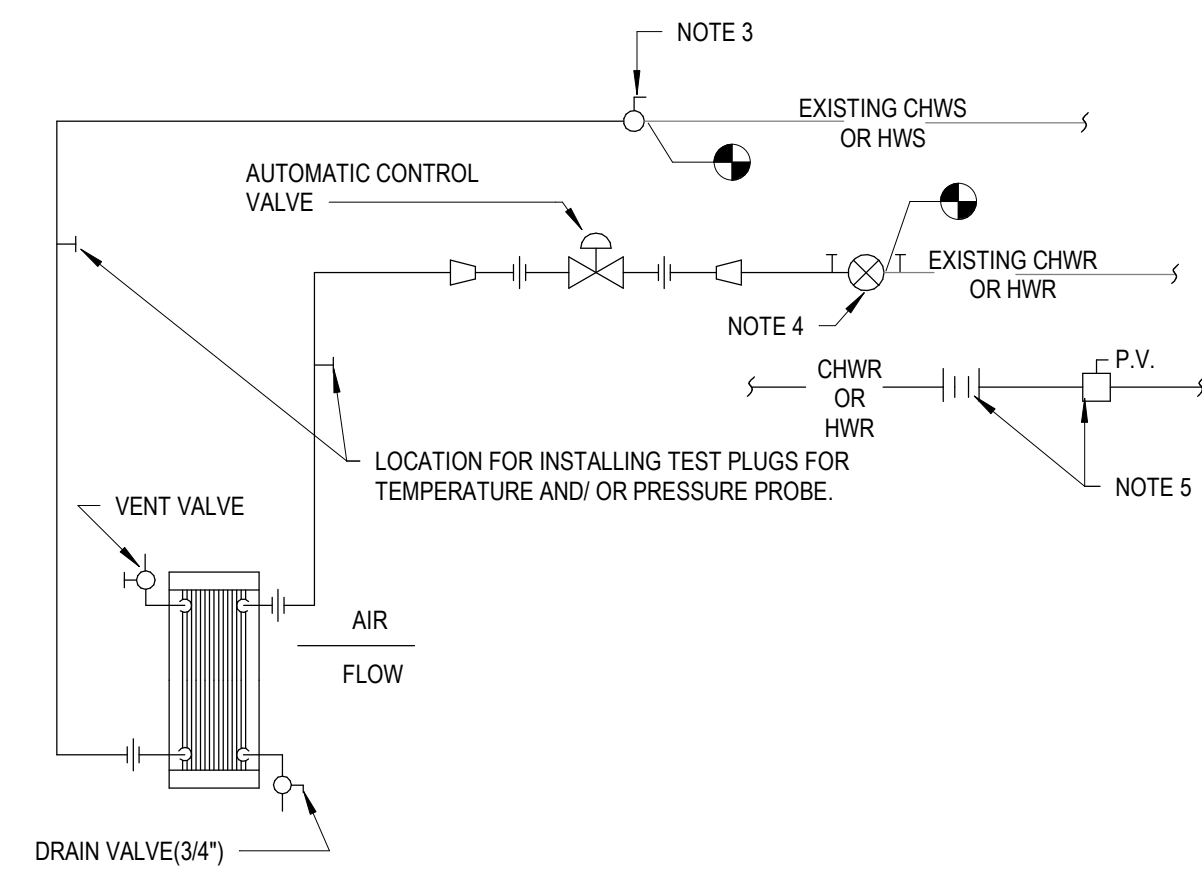 NOTE 3
EXISTING CHWS
OR HWS
AUTOMATIC CONTROL
VALVE
EXISTING CHWR
OR HWR
NOTE 4
CHWR
OR
HWR
P.V.
NOTE 5
LOCATION FOR INSTALLING TEST PLUGS FOR
TEMPERATURE AND/ OR PRESSURE PROBE.
VENT VALVE
AIR
FLOW
DRAIN VALVE(3/4")